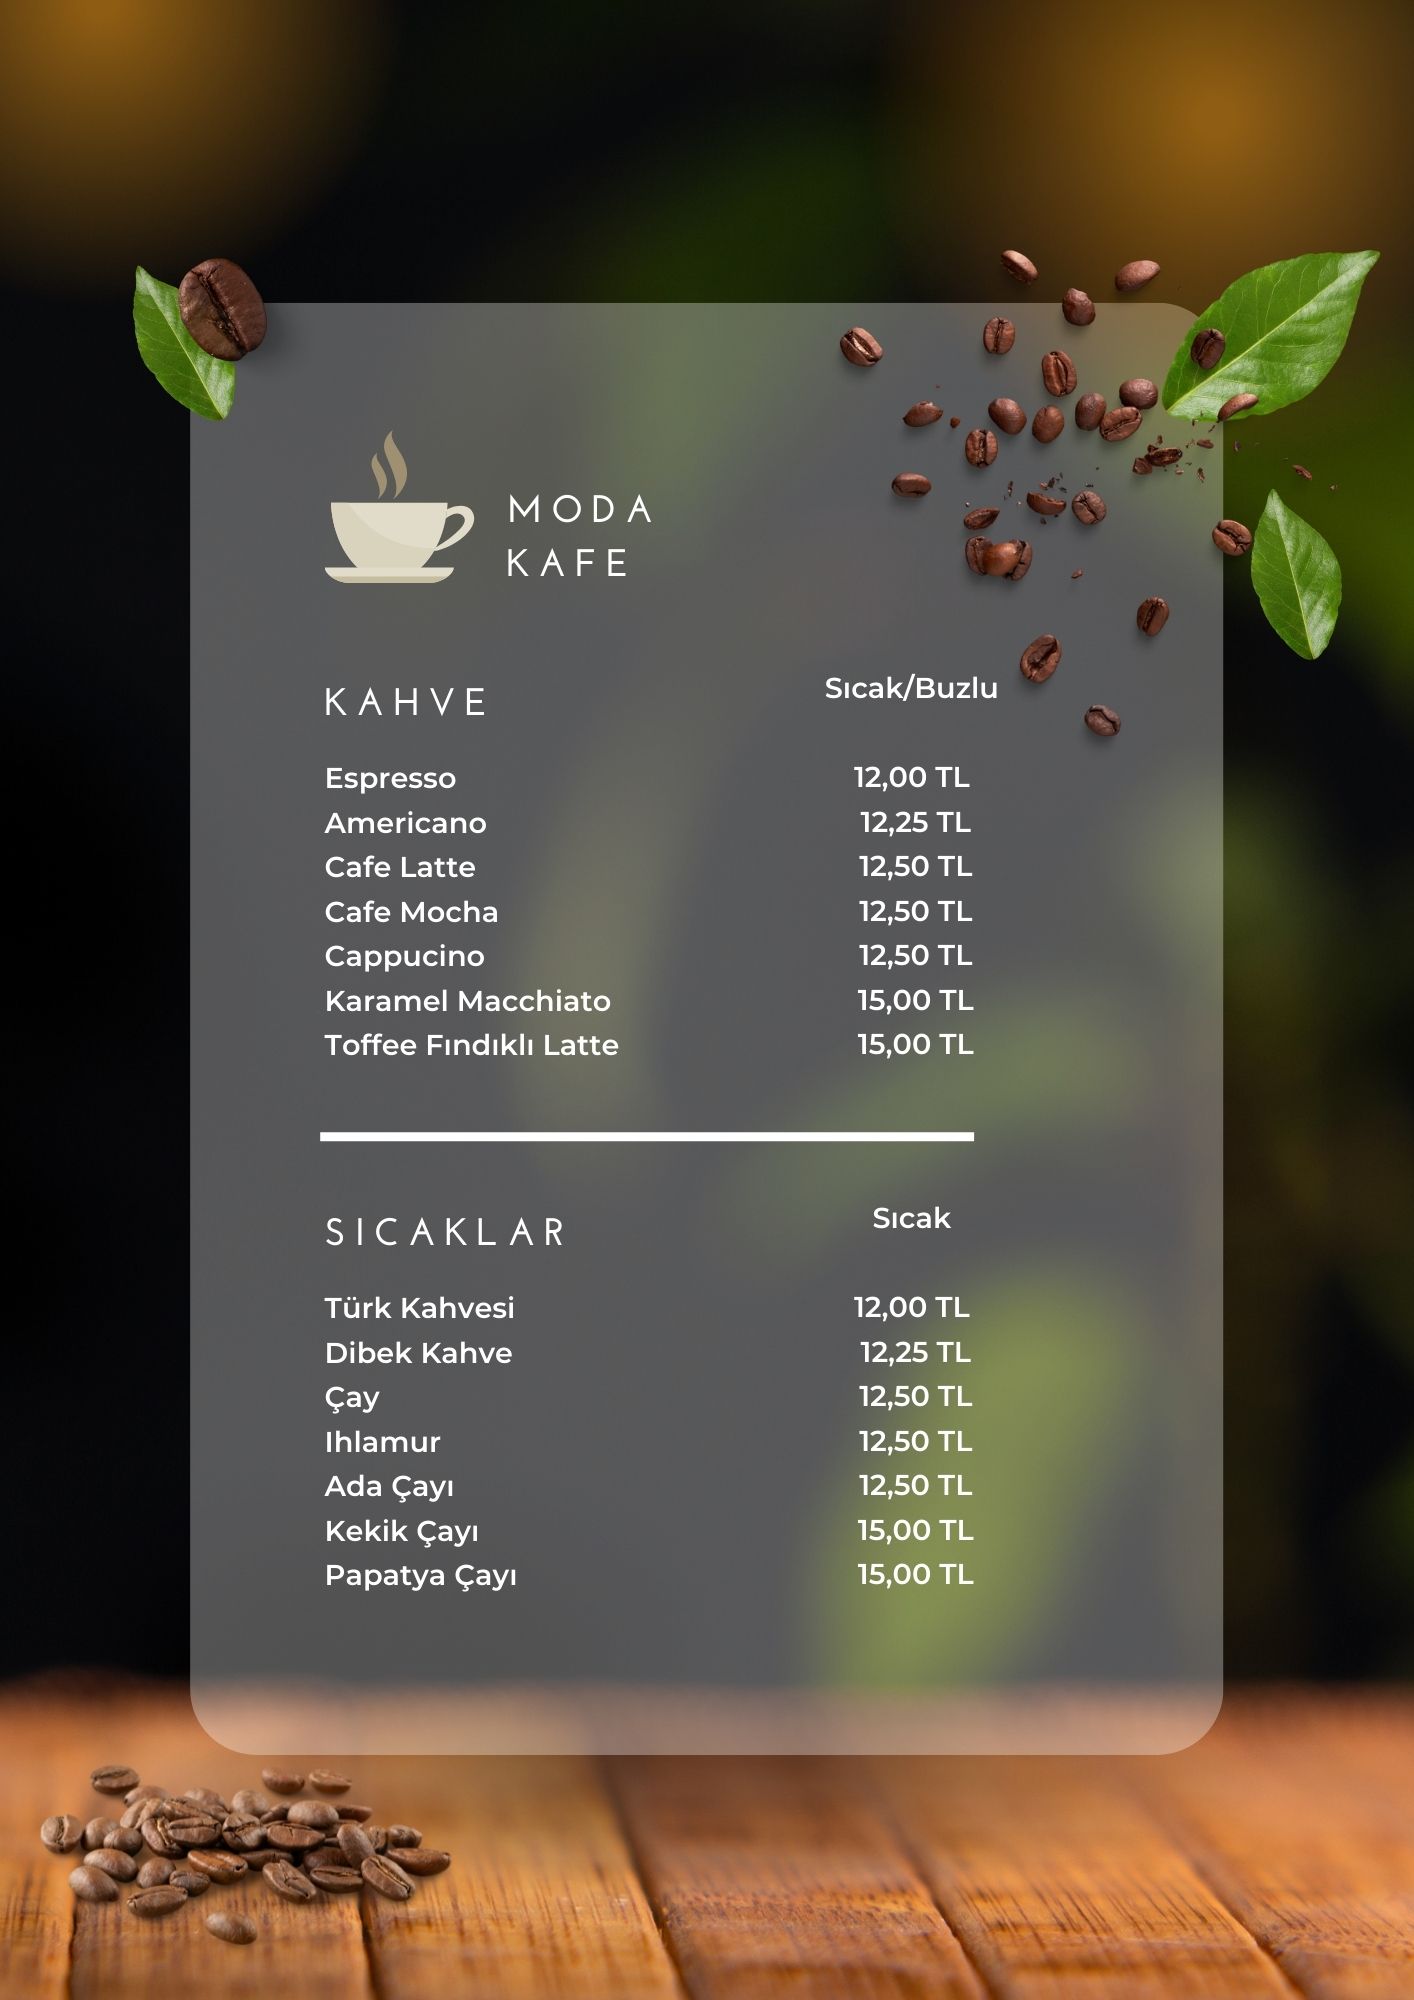 MODA
KAFE
KAHVE Sıcak/Buzlu
Espresso 12,00 TL
Americano 12,25 TL
Cafe Latte 12,50 TL
Cafe Mocha 12,50 TL
Cappucino 12,50 TL
Karamel Macchiato 15,00 TL
Toffee Fındıklı Latte 15,00 TL
SICAKLAR Sıcak
Türk Kahvesi 12,00 TL
Dibek Kahve 12,25 TL
Çay 12,50 TL
Ihlamur 12,50 TL
Ada Çayı 12,50 TL
Kekik Çayı 15,00 TL
Papatya Çayı 15,00 TL